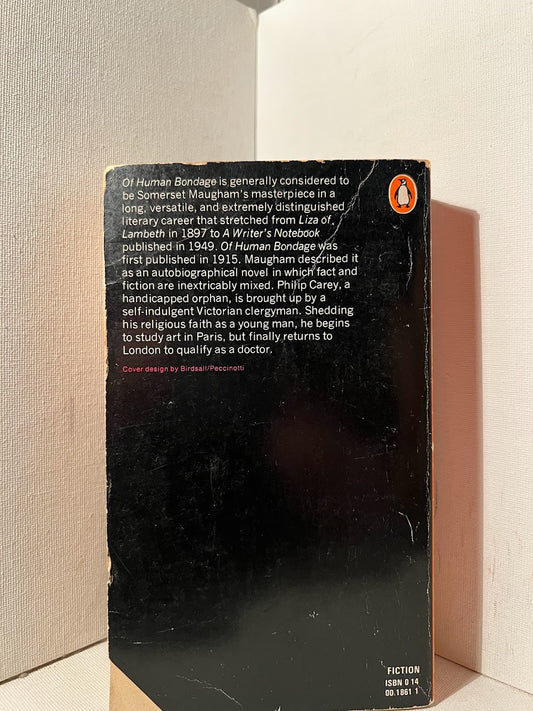 Of Human Bondage is generally considered to
be Somerset Maugham's masterpiece in a
long, versatile, and extremely distinguished
literary career that stretched from Liza of
Lambeth in 1897 to A Writer's Notebook
published in 1949. Of Human Bondage was
first published in 1915. Maugham described it
as an autobiographical novel in which fact and
fiction are inextricably mixed. Philip Carey, a
handicapped orphan, is brought up by a
self-indulgent Victorian clergyman. Shedding
his religious faith as a young man, he begins
to study art in Paris, but finally returns to
London to qualify as a doctor.
Cover design by Birdsall/Peccinotti
FICTION
ISBN 0 14
00.1861 1